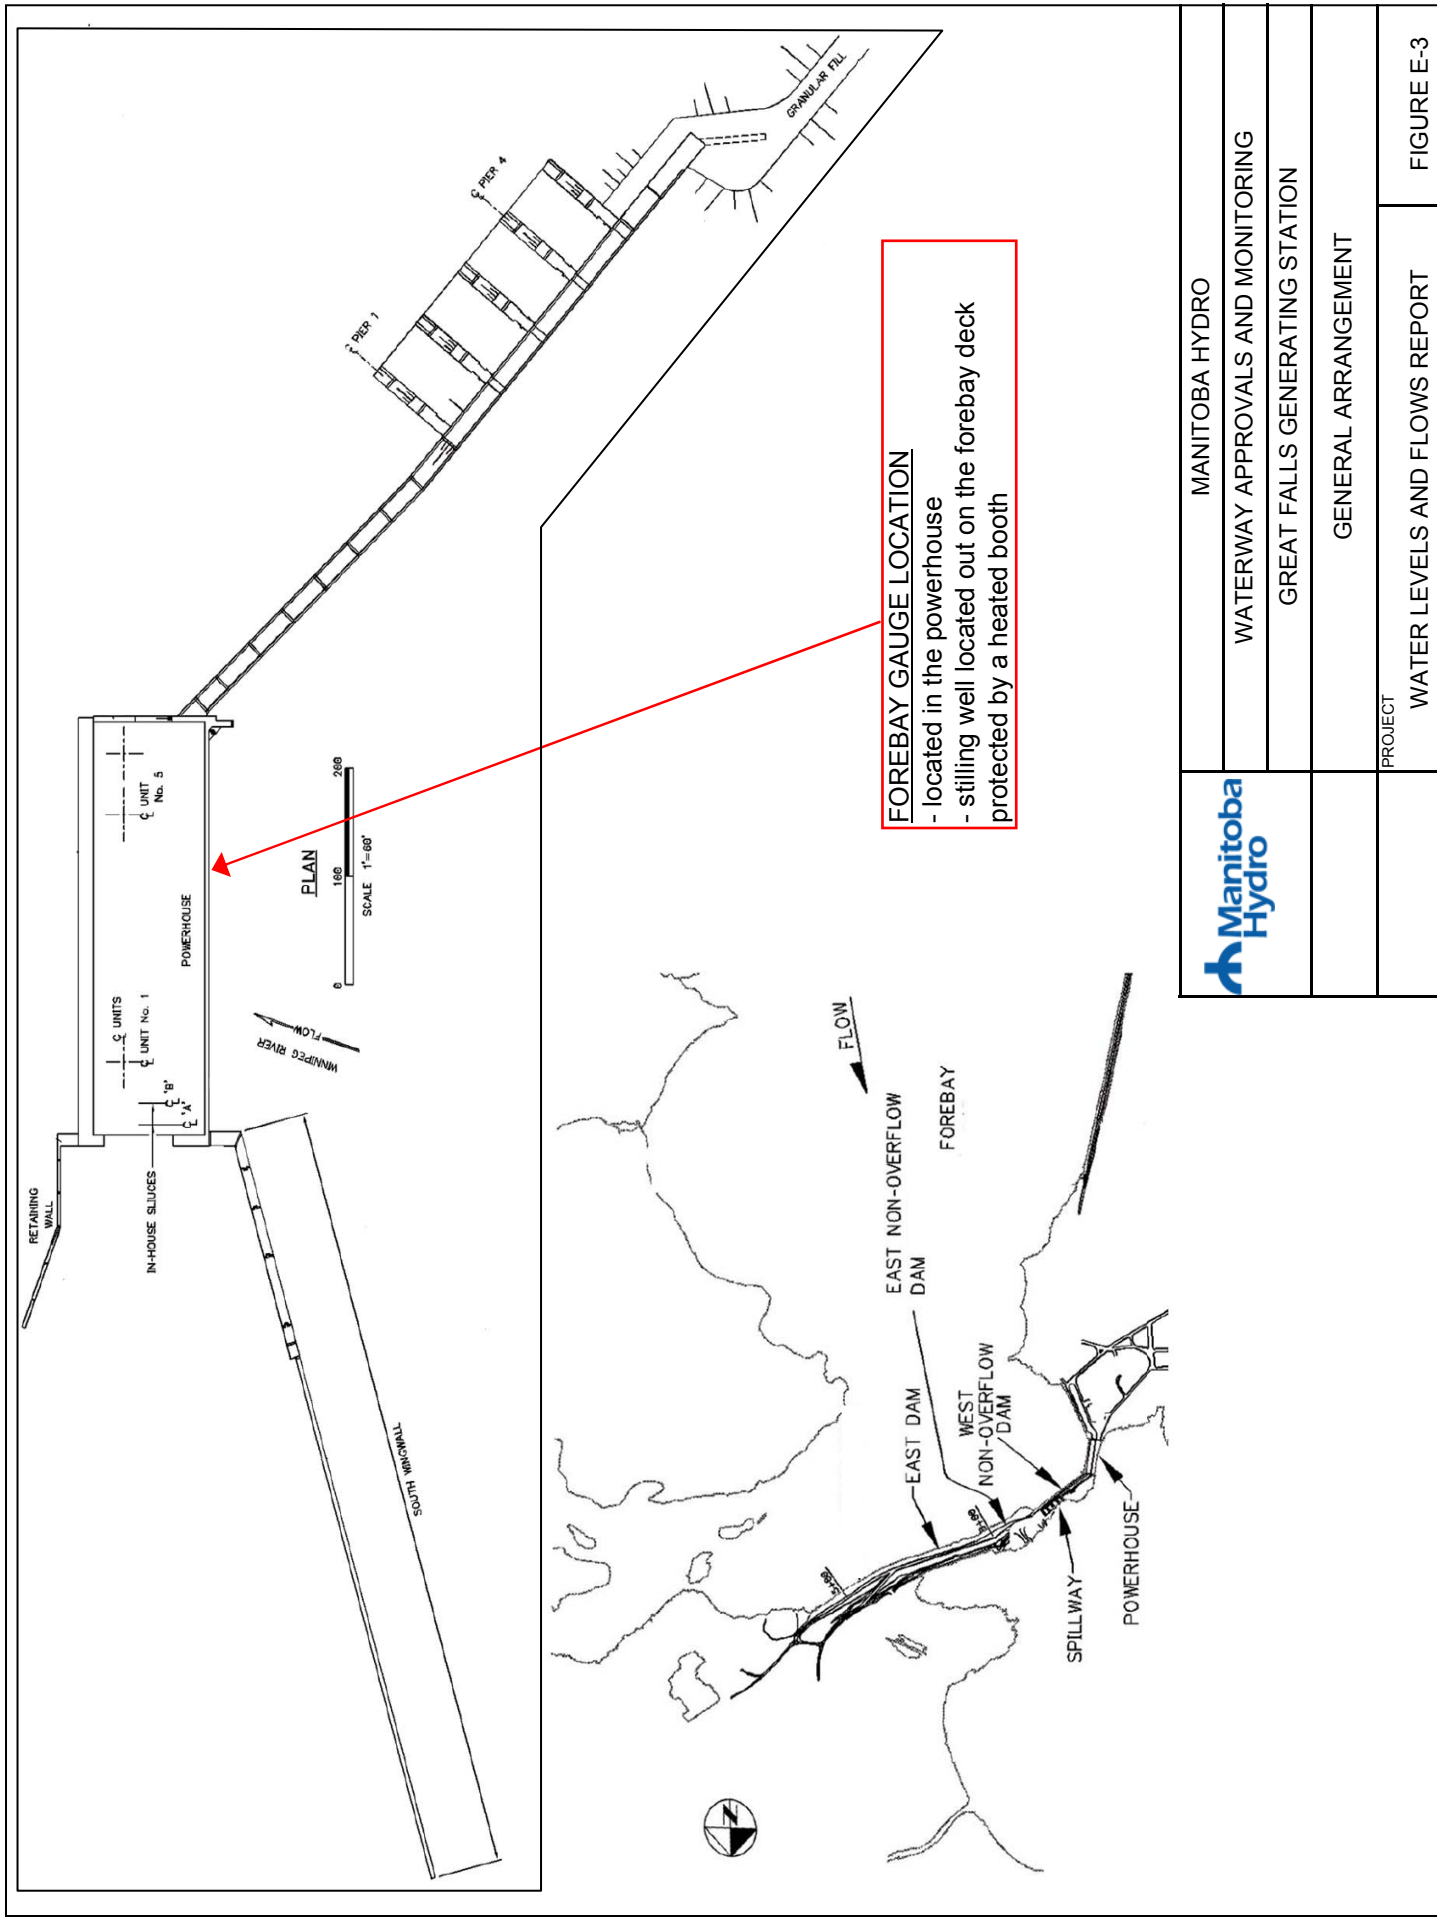 RETAINING
WALL
IN-HOUSE SLUICES
℄ 'A'
℄ 'B'
℄ UNITS
℄ UNIT No. 1
POWERHOUSE
℄ UNIT
No. 5
℄ PIER 1
℄ PIER 4
GRANULAR FILL
SOUTH WINGWALL
WINNIPEG RIVER
FLOW
PLAN
0 100 200
SCALE 1"=60'
FOREBAY GAUGE LOCATION
- located in the powerhouse
- stilling well located out on the forebay deck
protected by a heated booth
FLOW
FOREBAY
EAST NON-OVERFLOW
DAM
EAST DAM
WEST
NON-OVERFLOW
DAM
SPILLWAY
POWERHOUSE
N
Manitoba
Hydro
MANITOBA HYDRO
WATERWAY APPROVALS AND MONITORING
GREAT FALLS GENERATING STATION
GENERAL ARRANGEMENT
PROJECT
WATER LEVELS AND FLOWS REPORT
FIGURE E-3